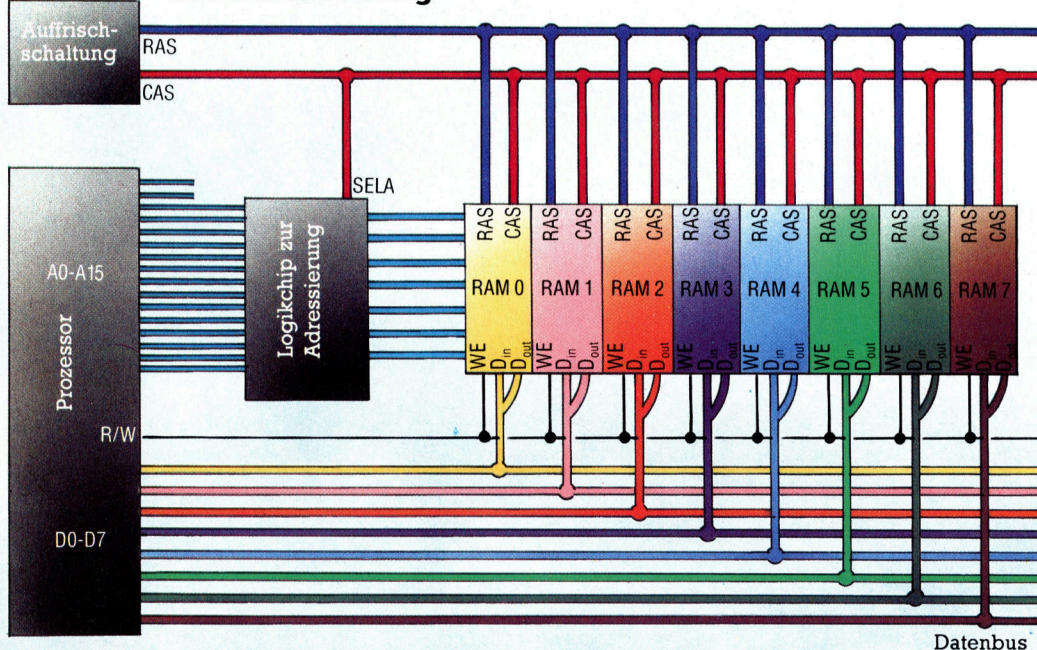 Auffrisch-
schaltung
RAS
CAS
SELA
A0-A15
Prozessor
R/W
D0-D7
Logikchip zur
Adressierung
RAS CAS RAS CAS RAS CAS RAS CAS RAS CAS RAS CAS RAS CAS RAS CAS
RAM 0 RAM 1 RAM 2 RAM 3 RAM 4 RAM 5 RAM 6 RAM 7
WE Din Dout WE Din Dout WE Din Dout WE Din Dout WE Din Dout WE Din Dout WE Din Dout WE Din Dout
Datenbus